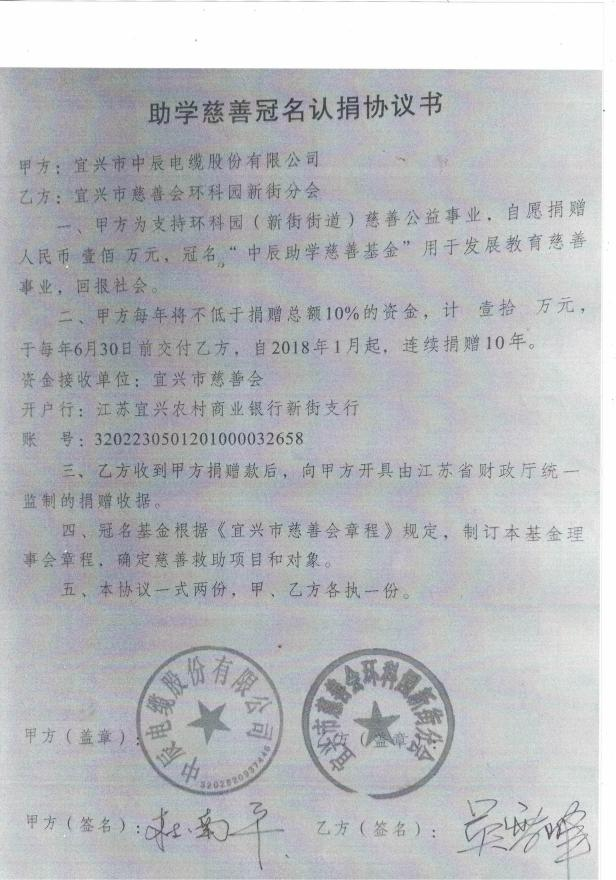 助学慈善冠名认捐协议书
甲方：宜兴市中辰电缆股份有限公司
乙方：宜兴市慈善会环科园新街分会
一、甲方为支持环科园（新街街道）慈善公益事业，自愿捐赠
人民币 壹佰 万元，冠名“中辰助学慈善基金”用于发展教育慈善
事业，回报社会。
二、甲方每年将不低于捐赠总额10%的资金，计 壹拾 万元，
于每年6月30日前交付乙方，自2018年1月起，连续捐赠10年。
资金接收单位：宜兴市慈善会
开户行：江苏宜兴农村商业银行新街支行
账 号：3202230501201000032658
三、乙方收到甲方捐赠款后，向甲方开具由江苏省财政厅统一
监制的捐赠收据。
四、冠名基金根据《宜兴市慈善会章程》规定，制订本基金理
事会章程，确定慈善救助项目和对象。
五、本协议一式两份，甲、乙方各执一份。
中辰电缆股份有限公司
宜兴市慈善会环科园新街分会
甲方（盖章）：
乙方（盖章）：
甲方（签名）：杜南平
乙方（签名）：